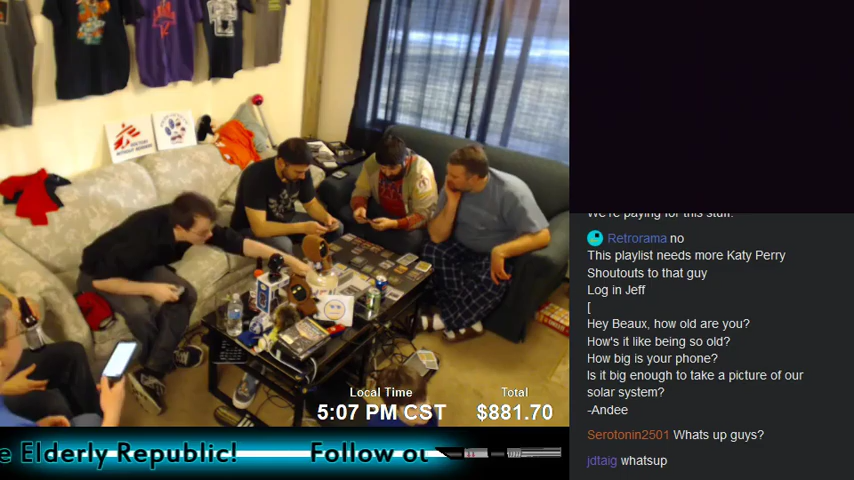 Local Time
Total
5:07 PM CST
$881.70
e Elderly Republic!
Follow ou
We're paying for this stuff.
Retrorama no
This playlist needs more Katy Perry
Shoutouts to that guy
Log in Jeff
[
Hey Beaux, how old are you?
How's it like being so old?
How big is your phone?
Is it big enough to take a picture of our
solar system?
-Andee
Serotonin2501 Whats up guys?
jdtaig whatsup